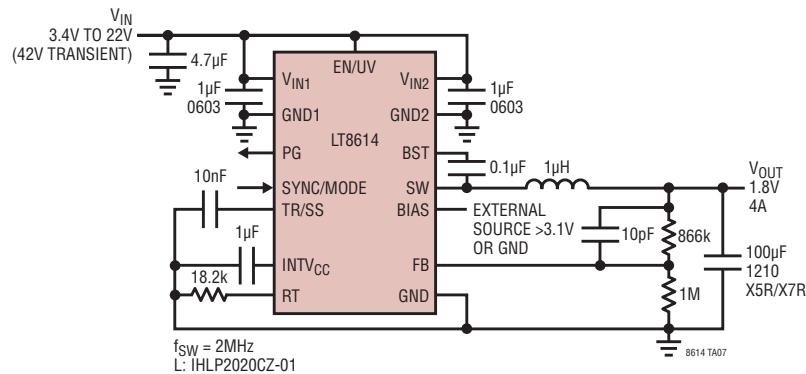 VIN
3.4V TO 22V
(42V TRANSIENT)
4.7µF
1µF
0603
VIN1
GND1
PG
SYNC/MODE
TR/SS
INTVCC
RT
EN/UV
LT8614
VIN2
GND2
BST
SW
BIAS
FB
GND
1µF
0603
0.1µF
1µH
VOUT
1.8V
4A
EXTERNAL
SOURCE >3.1V
OR GND
10pF
866k
1M
100µF
1210
X5R/X7R
10nF
1µF
18.2k
fSW = 2MHz
L: IHLP2020CZ-01
8614 TA07